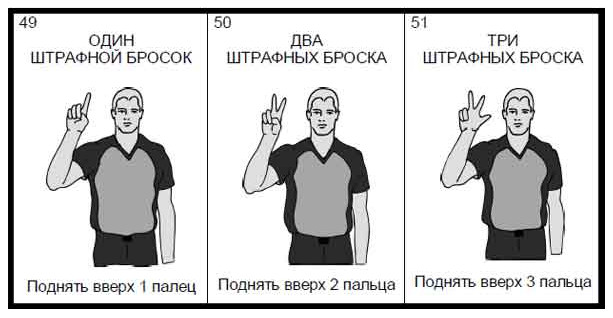 49
ОДИН
ШТРАФНОЙ БРОСОК
Поднять вверх 1 палец
50
ДВА
ШТРАФНЫХ БРОСКА
Поднять вверх 2 пальца
51
ТРИ
ШТРАФНЫХ БРОСКА
Поднять вверх 3 пальца